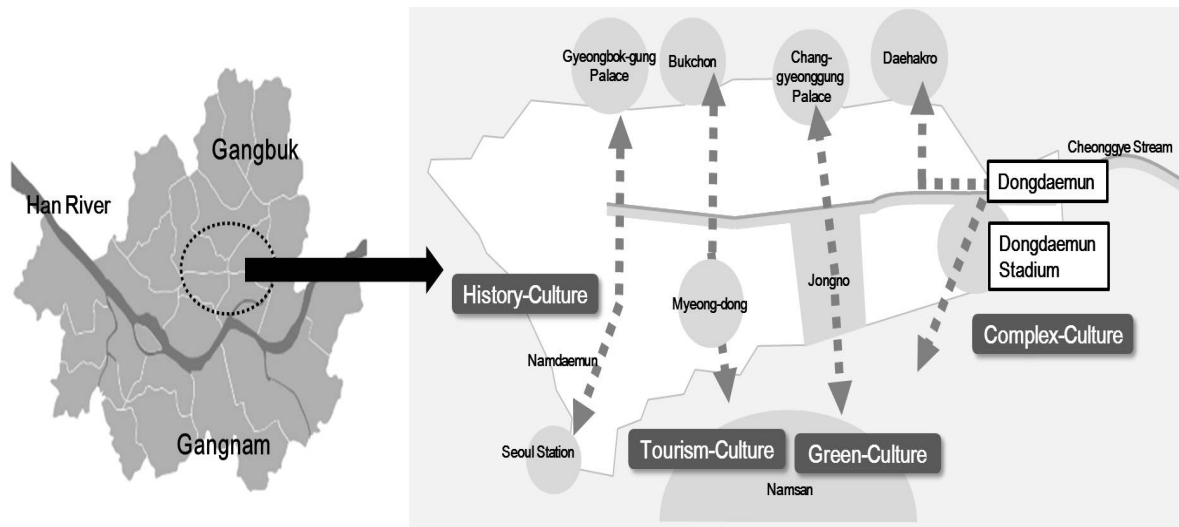 Gangbuk
Han River
Gangnam
Gyeongbok-gung
Palace
Bukchon
Chang-
gyeonggung
Palace
Daehakro
Cheonggye Stream
Dongdaemun
Dongdaemun
Stadium
History-Culture
Myeong-dong
Jongno
Complex-Culture
Namdaemun
Seoul Station
Tourism-Culture
Green-Culture
Namsan